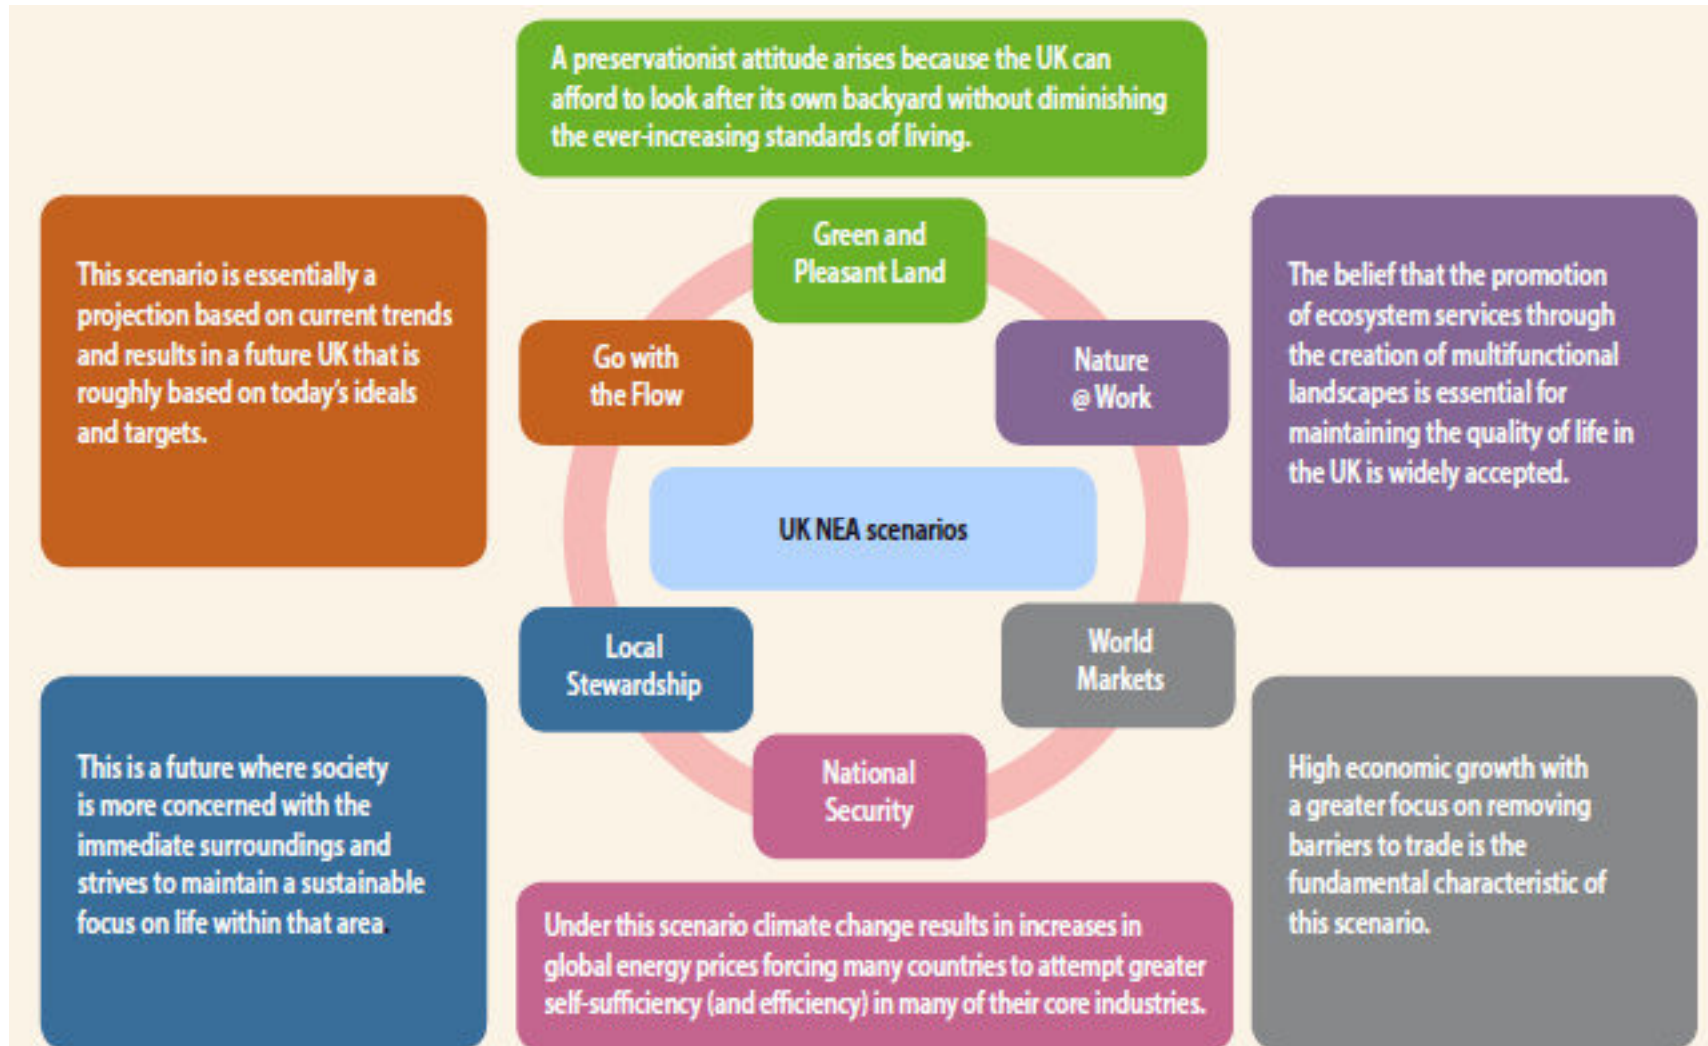 A preservationist attitude arises because the UK can
afford to look after its own backyard without diminishing
the ever-increasing standards of living.
Green and
Pleasant Land
This scenario is essentially a
projection based on current trends
and results in a future UK that is
roughly based on today's ideals
and targets.
Go with
the Flow
Nature
@ Work
The belief that the promotion
of ecosystem services through
the creation of multifunctional
landscapes is essential for
maintaining the quality of life in
the UK is widely accepted.
UK NEA scenarios
Local
Stewardship
World
Markets
This is a future where society
is more concerned with the
immediate surroundings and
strives to maintain a sustainable
focus on life within that area.
National
Security
High economic growth with
a greater focus on removing
barriers to trade is the
fundamental characteristic of
this scenario.
Under this scenario climate change results in increases in
global energy prices forcing many countries to attempt greater
self-sufficiency (and efficiency) in many of their core industries.